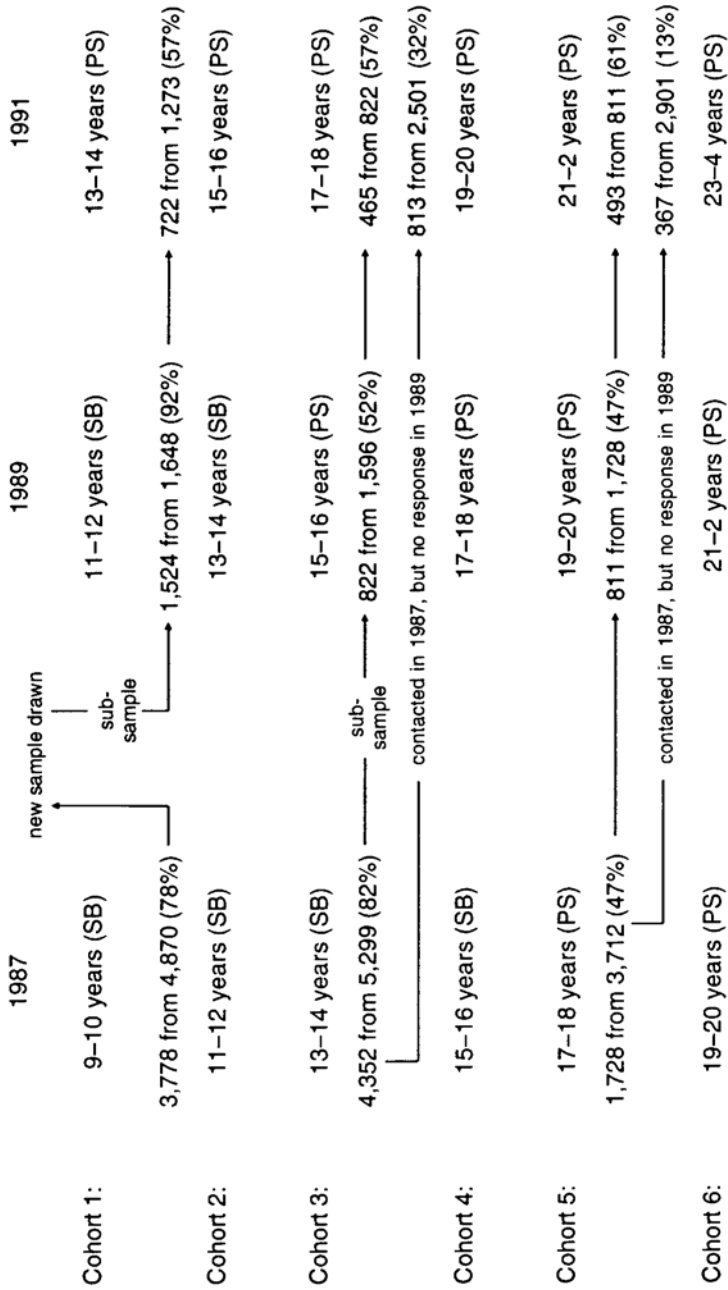 1987 1989 1991
new sample drawn
Cohort 1: 9–10 years (SB) 11–12 years (SB) 13–14 years (PS)
sub-
sample
3,778 from 4,870 (78%) 1,524 from 1,648 (92%) 722 from 1,273 (57%)
Cohort 2: 11–12 years (SB) 13–14 years (SB) 15–16 years (PS)
Cohort 3: 13–14 years (SB) 15–16 years (PS) 17–18 years (PS)
4,352 from 5,299 (82%) sub-
sample 822 from 1,596 (52%) 465 from 822 (57%)
contacted in 1987, but no response in 1989 813 from 2,501 (32%)
Cohort 4: 15–16 years (SB) 17–18 years (PS) 19–20 years (PS)
Cohort 5: 17–18 years (PS) 19–20 years (PS) 21–2 years (PS)
1,728 from 3,712 (47%) 811 from 1,728 (47%) 493 from 811 (61%)
contacted in 1987, but no response in 1989 367 from 2,901 (13%)
Cohort 6: 19–20 years (PS) 21–2 years (PS) 23–4 years (PS)